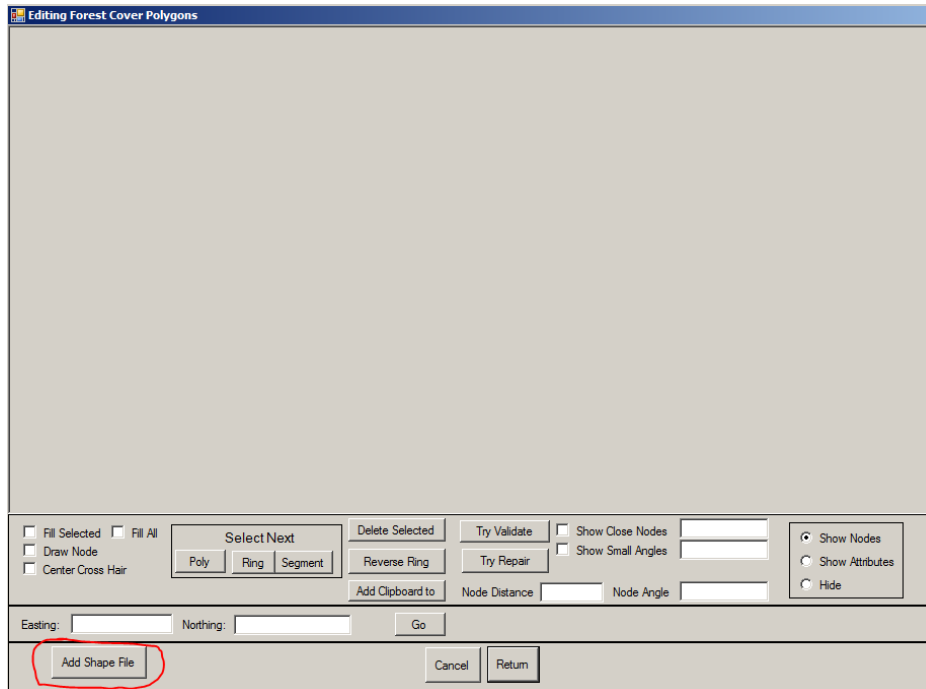 Editing Forest Cover Polygons
Fill Selected Fill All
Draw Node
Center Cross Hair
Select Next
Poly Ring Segment
Delete Selected
Reverse Ring
Add Clipboard to
Try Validate Show Close Nodes
Try Repair Show Small Angles
Node Distance Node Angle
Show Nodes
Show Attributes
Hide
Easting: Northing: Go
Add Shape File Cancel Return